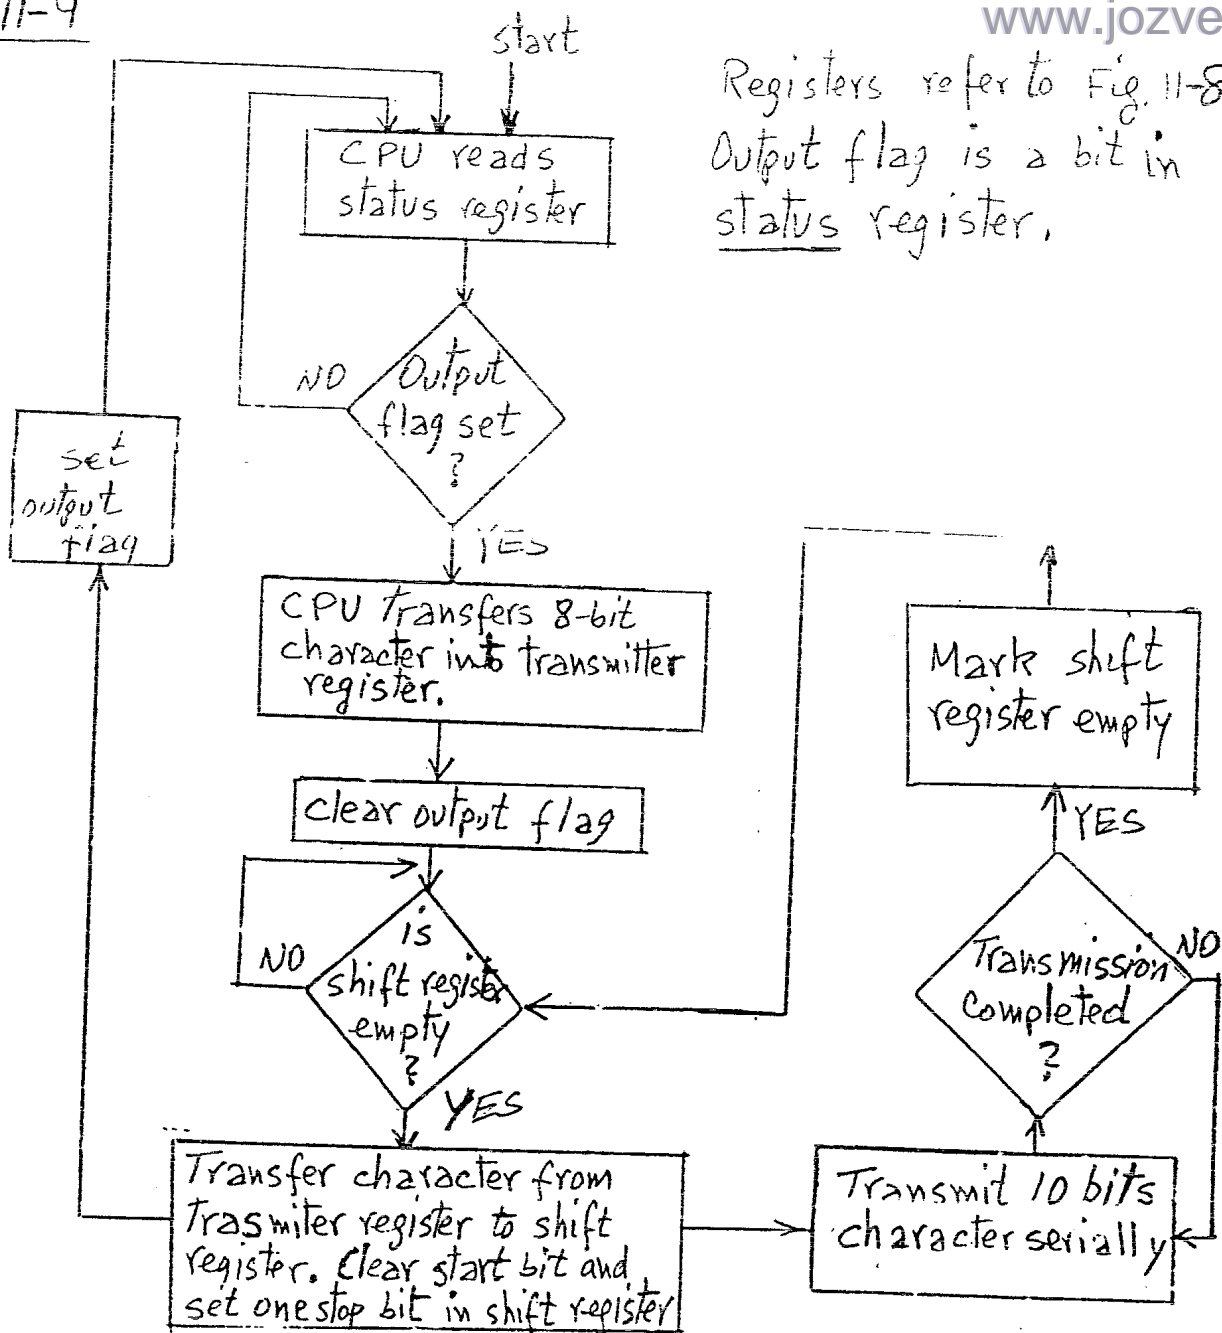 11-9
www.jozve
start
Registers refer to Fig. 11-8
Output flag is a bit in
status register.
CPU reads
status register
NO
Output
flag set
?
set
output
flag
YES
CPU Transfers 8-bit
character into transmitter
register.
Mark shift
register empty
clear output flag
YES
is
shift register
empty
?
NO
Transmission
completed
?
NO
YES
Transfer character from
Trasmiter register to shift
register. Clear start bit and
set one stop bit in shift register
Transmit 10 bits
character serially